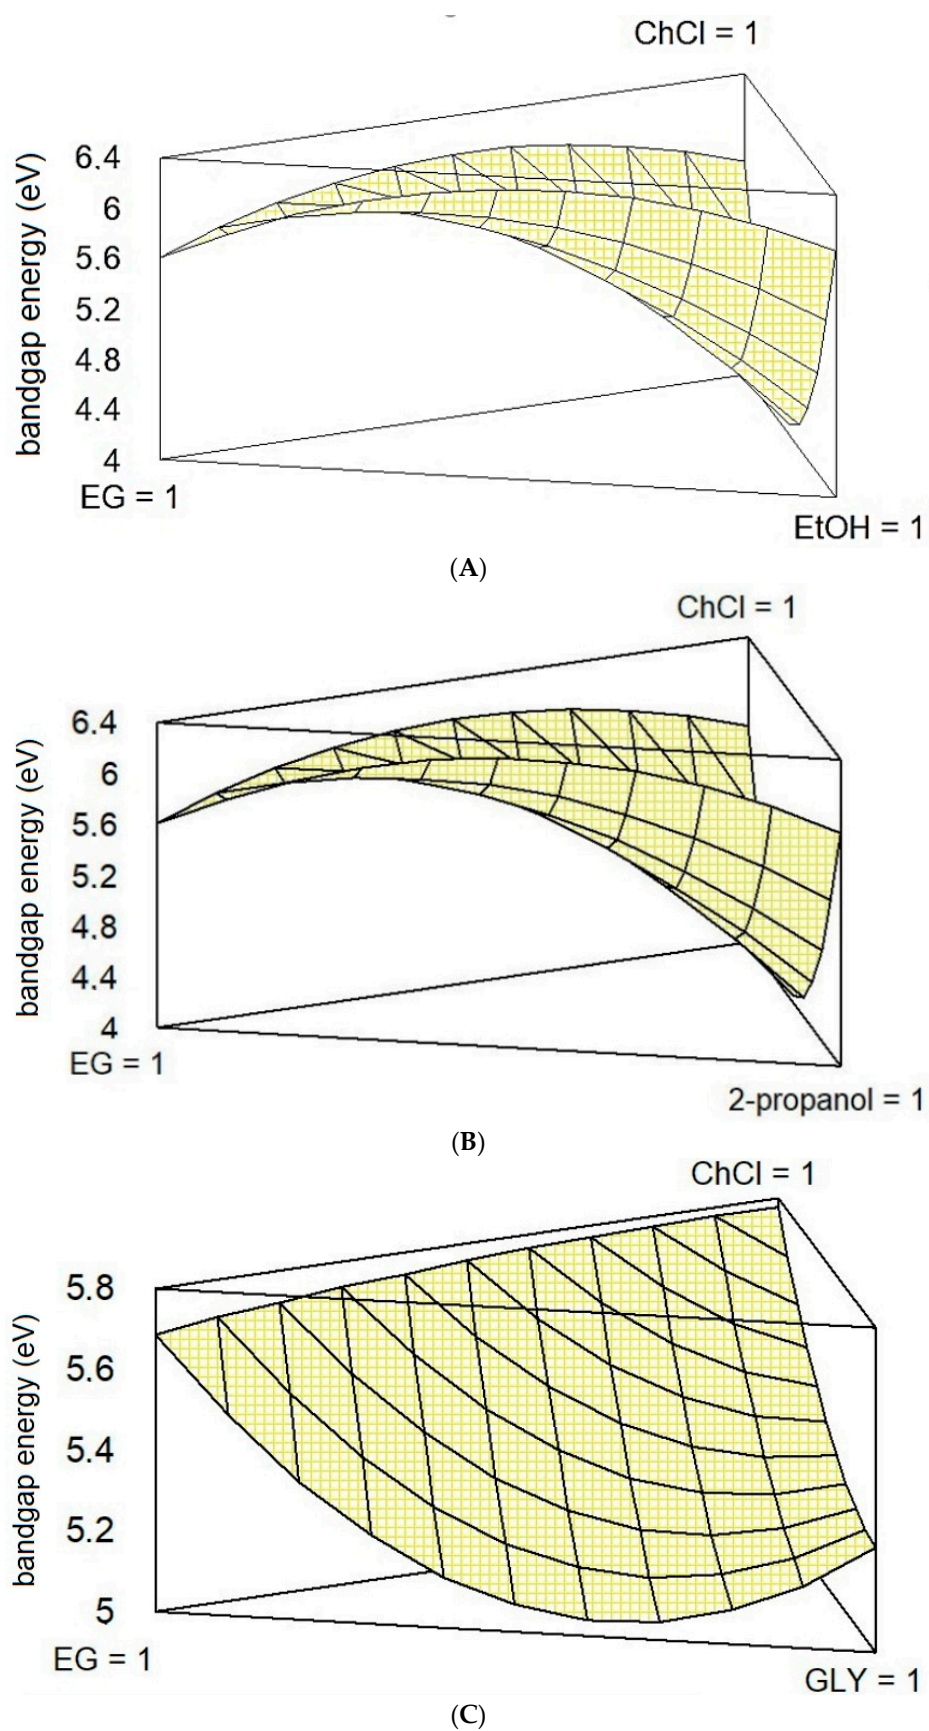 ChCl = 1
6.4
6
5.6
5.2
4.8
4.4
4
bandgap energy (eV)
EG = 1
EtOH = 1
(A)
ChCl = 1
6.4
6
5.6
5.2
4.8
4.4
4
bandgap energy (eV)
EG = 1
2-propanol = 1
(B)
ChCl = 1
5.8
5.6
5.4
5.2
5
bandgap energy (eV)
EG = 1
GLY = 1
(C)